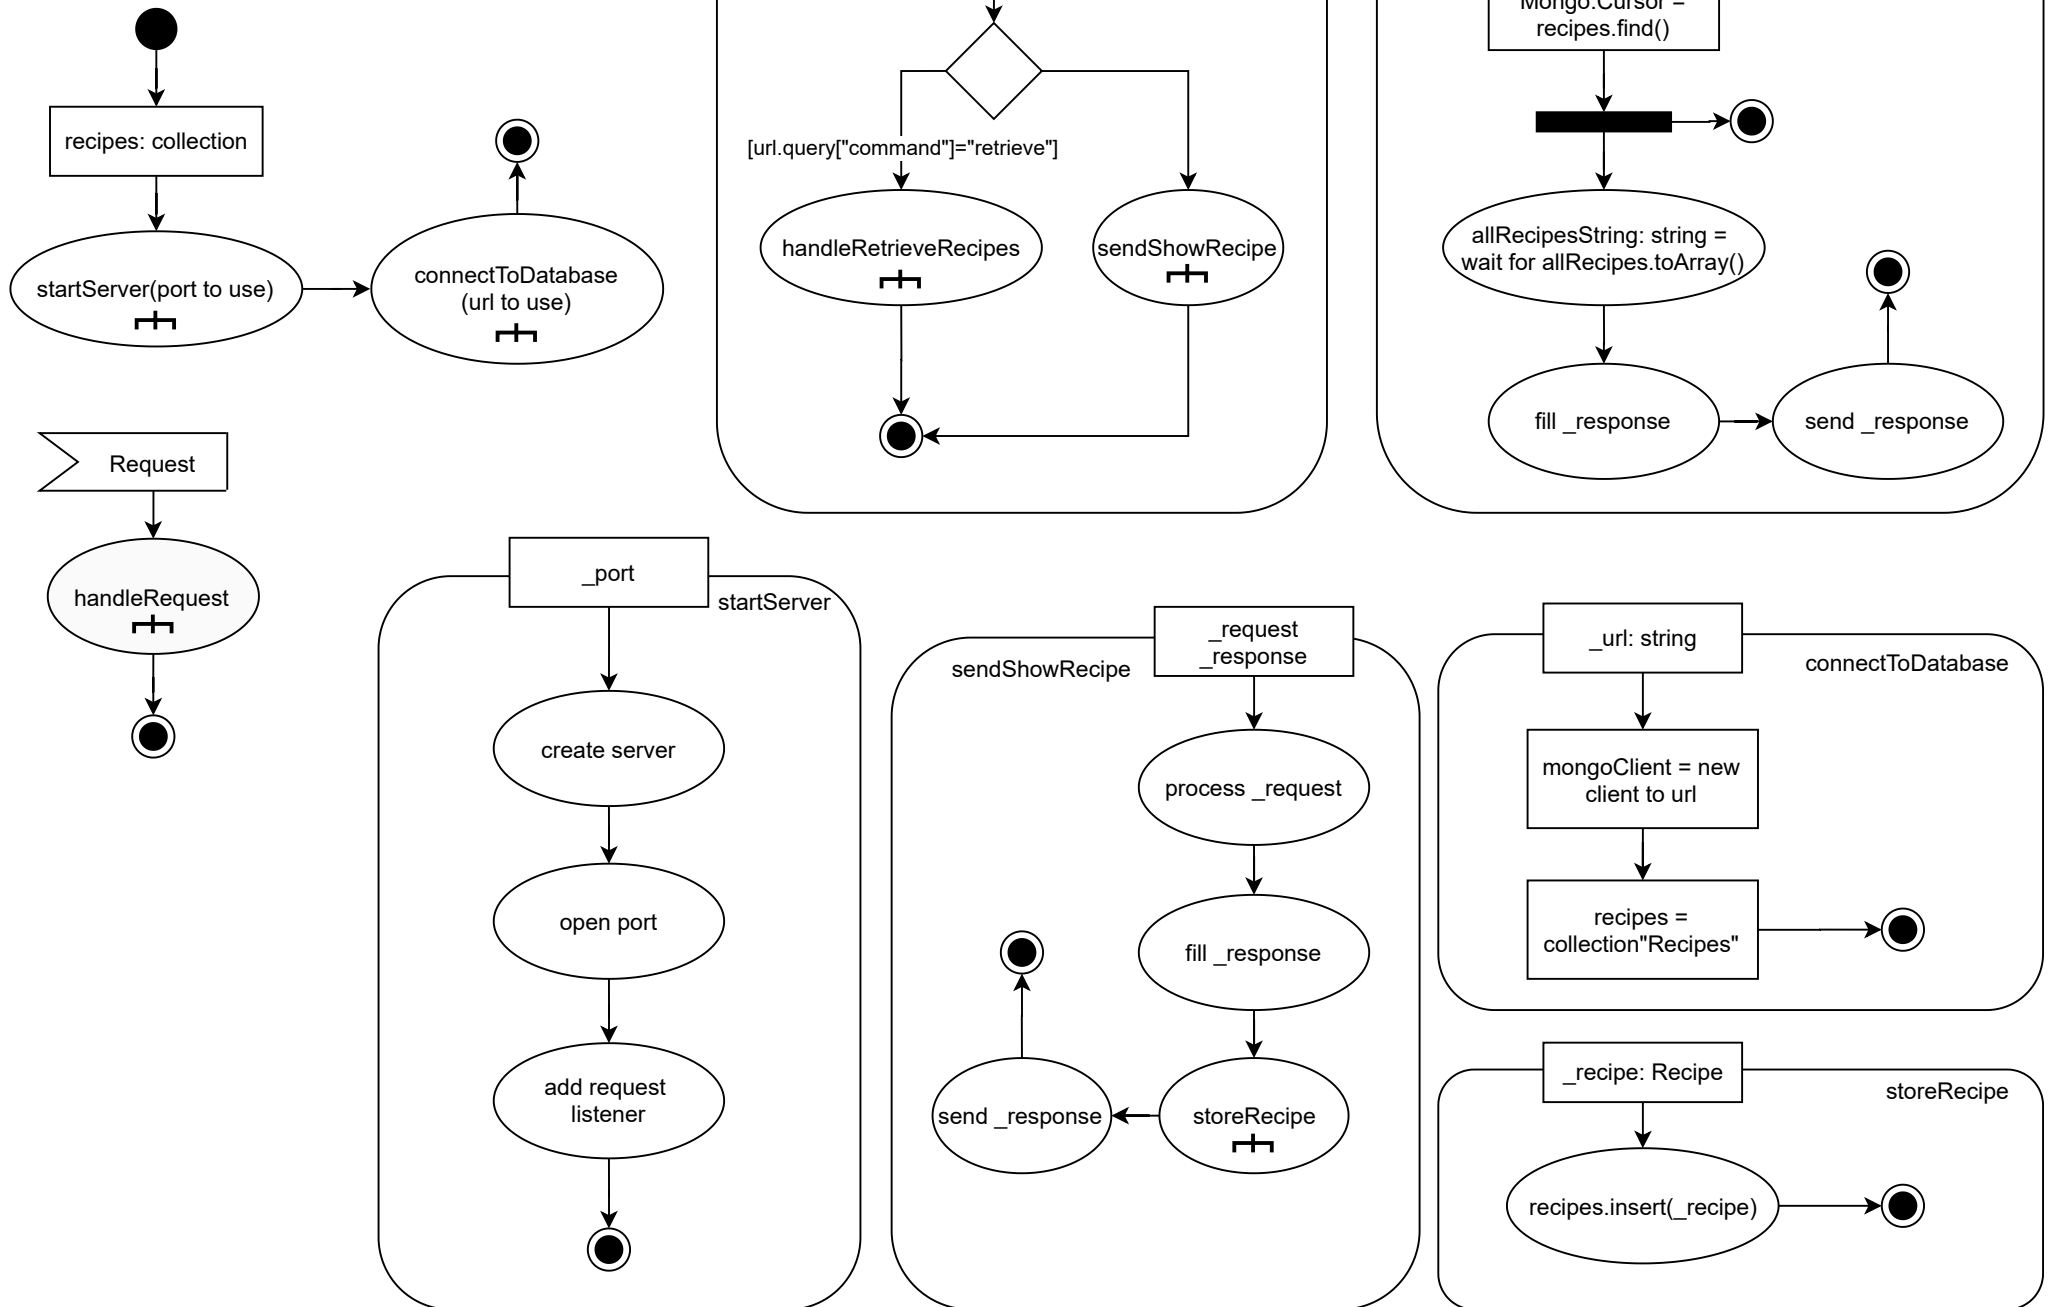 Mongo.Cursor =
recipes.find()
recipes: collection
[url.query["command"]="retrieve"]
startServer(port to use)
connectToDatabase
(url to use)
handleRetrieveRecipes
sendShowRecipe
allRecipesString: string =
wait for allRecipes.toArray()
fill _response
send _response
Request
handleRequest
_port
startServer
create server
open port
add request
listener
_request
_response
sendShowRecipe
process _request
fill _response
storeRecipe
send _response
_url: string
connectToDatabase
mongoClient = new
client to url
recipes =
collection"Recipes"
_recipe: Recipe
storeRecipe
recipes.insert(_recipe)